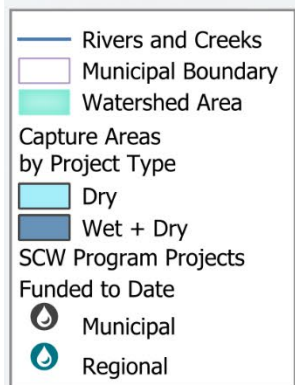 Rivers and Creeks
Municipal Boundary
Watershed Area
Capture Areas
by Project Type
Dry
Wet + Dry
SCW Program Projects
Funded to Date
Municipal
Regional